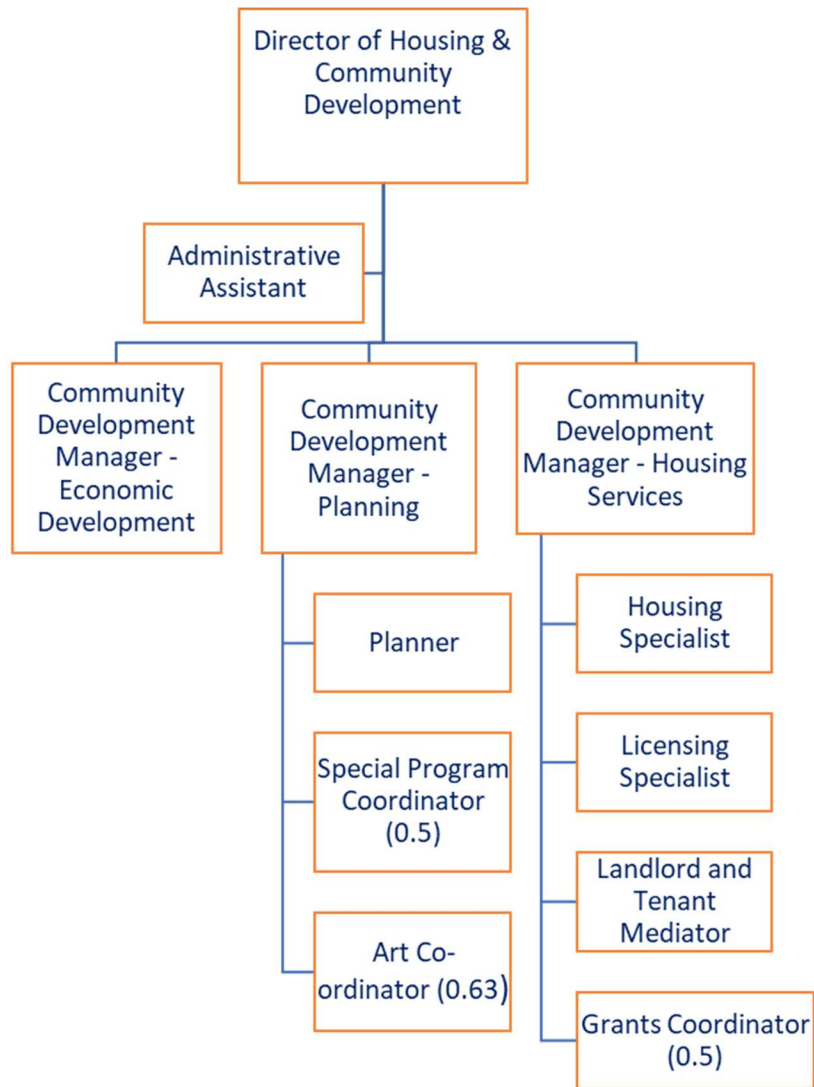 Director of Housing &
Community
Development
Administrative
Assistant
Community
Development
Manager -
Economic
Development
Community
Development
Manager -
Planning
Community
Development
Manager - Housing
Services
Planner
Special Program
Coordinator
(0.5)
Art Co-
ordinator (0.63)
Housing
Specialist
Licensing
Specialist
Landlord and
Tenant
Mediator
Grants Coordinator
(0.5)